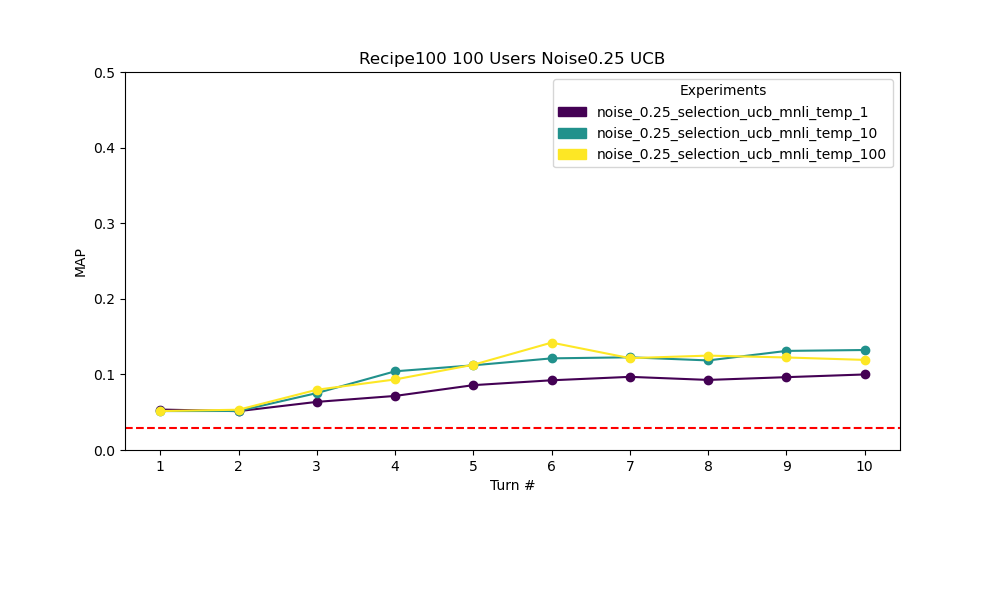 Recipe100 100 Users Noise0.25 UCB
Experiments
noise_0.25_selection_ucb_mnli_temp_1
noise_0.25_selection_ucb_mnli_temp_10
noise_0.25_selection_ucb_mnli_temp_100
MAP
0.5
0.4
0.3
0.2
0.1
0.0
1 2 3 4 5 6 7 8 9 10
Turn #